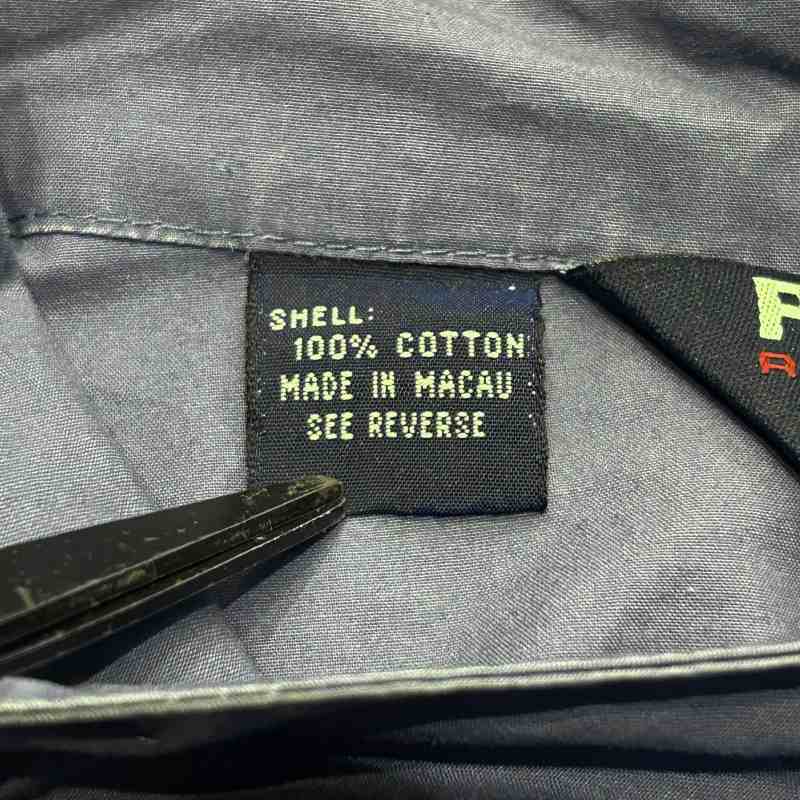 SHELL:
100% COTTON
MADE IN MACAU
SEE REVERSE